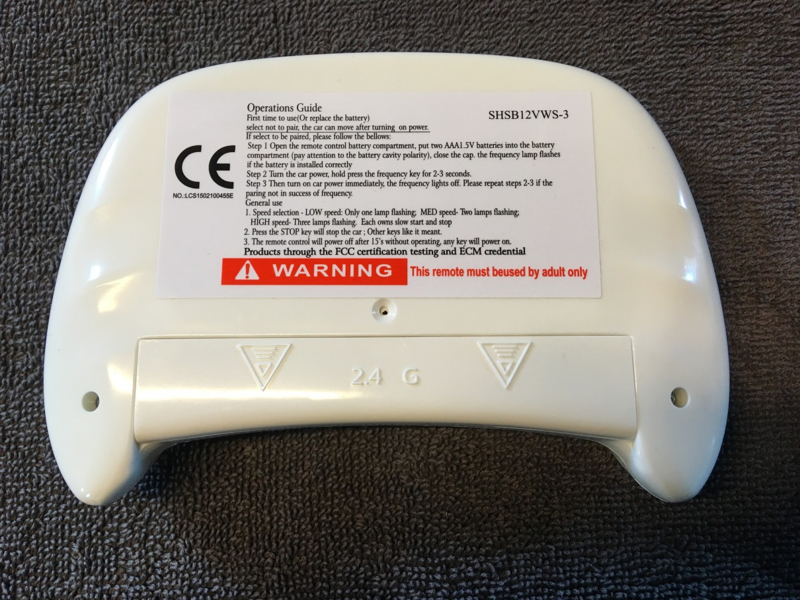 Operations Guide
SHSB12VWS-3
First time to use(Or replace the battery)
select not to pair, the car can move after turning on power.
If select to be paired, please follow the bellows:
Step 1 Open the remote control battery compartment, put two AAA1.5V batteries into the battery
compartment (pay attention to the battery cavity polarity), close the cap. the frequency lamp flashes
if the battery is installed correctly
Step 2 Turn the car power, hold press the frequency key for 2-3 seconds.
Step 3 Then turn on car power immediately, the frequency lights off. Please repeat steps 2-3 if the
paring not in success of frequency.
General use
1. Speed selection - LOW speed: Only one lamp flashing; MED speed- Two lamps flashing;
HIGH speed- Three lamps flashing. Each owns slow start and stop
2. Press the STOP key will stop the car ; Other keys like it meant.
3. The remote control will power off after 15's without operating, any key will power on.
Products through the FCC certification testing and ECM credential
CE
NO.:LCS1502100455E
WARNING This remote must beused by adult only
2.4 G